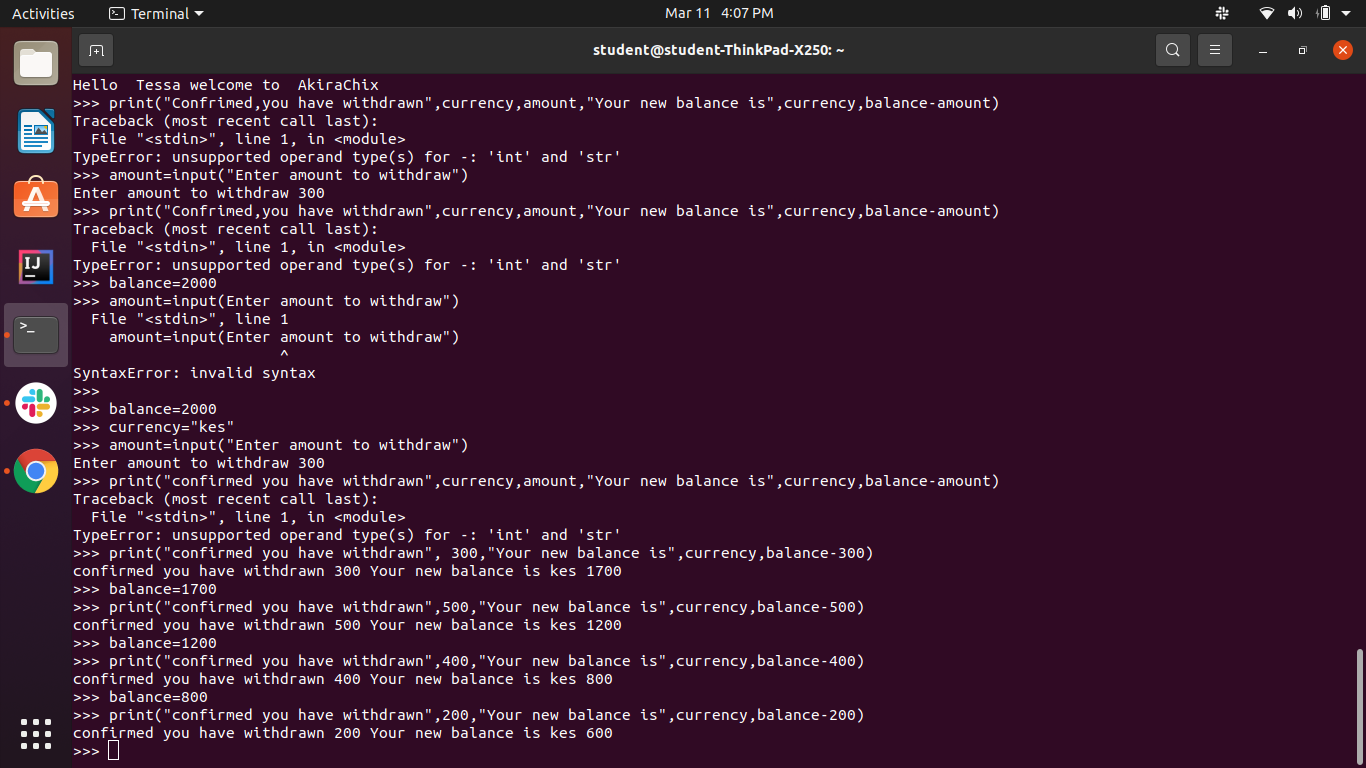 Activities
Terminal
Mar 11 4:07 PM
student@student-ThinkPad-X250: ~
Hello  Tessa welcome to  AkiraChix
>>> print("Confrimed,you have withdrawn",currency,amount,"Your new balance is",currency,balance-amount)
Traceback (most recent call last):
  File "<stdin>", line 1, in <module>
TypeError: unsupported operand type(s) for -: 'int' and 'str'
>>> amount=input("Enter amount to withdraw")
Enter amount to withdraw 300
>>> print("Confrimed,you have withdrawn",currency,amount,"Your new balance is",currency,balance-amount)
Traceback (most recent call last):
  File "<stdin>", line 1, in <module>
TypeError: unsupported operand type(s) for -: 'int' and 'str'
>>> balance=2000
>>> amount=input(Enter amount to withdraw")
  File "<stdin>", line 1
    amount=input(Enter amount to withdraw")
                       ^
SyntaxError: invalid syntax
>>>
>>> balance=2000
>>> currency="kes"
>>> amount=input("Enter amount to withdraw")
Enter amount to withdraw 300
>>> print("confirmed you have withdrawn",currency,amount,"Your new balance is",currency,balance-amount)
Traceback (most recent call last):
  File "<stdin>", line 1, in <module>
TypeError: unsupported operand type(s) for -: 'int' and 'str'
>>> print("confirmed you have withdrawn", 300,"Your new balance is",currency,balance-300)
confirmed you have withdrawn 300 Your new balance is kes 1700
>>> balance=1700
>>> print("confirmed you have withdrawn",500,"Your new balance is",currency,balance-500)
confirmed you have withdrawn 500 Your new balance is kes 1200
>>> balance=1200
>>> print("confirmed you have withdrawn",400,"Your new balance is",currency,balance-400)
confirmed you have withdrawn 400 Your new balance is kes 800
>>> balance=800
>>> print("confirmed you have withdrawn",200,"Your new balance is",currency,balance-200)
confirmed you have withdrawn 200 Your new balance is kes 600
>>>
IJ
>_